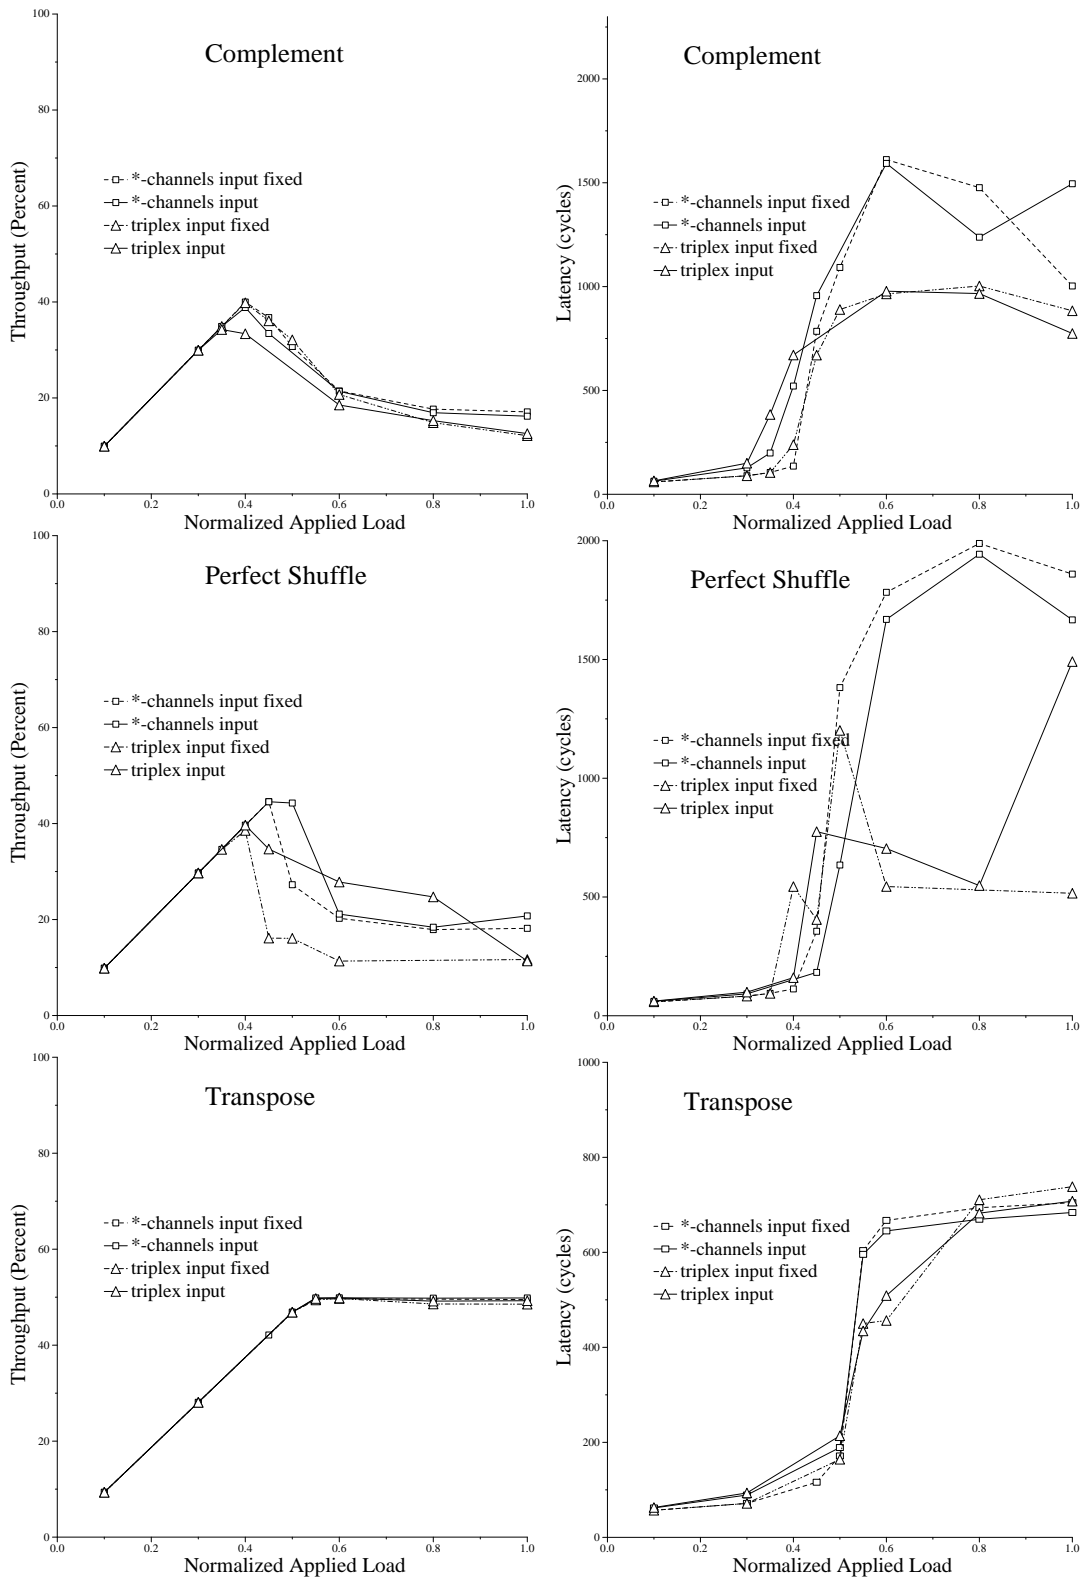 Complement
Throughput (Percent)
100
80
60
40
20
0
*-channels input fixed
*-channels input
triplex input fixed
triplex input
0.0 0.2 0.4 0.6 0.8 1.0
Normalized Applied Load
Complement
Latency (cycles)
2000
1500
1000
500
0
*-channels input fixed
*-channels input
triplex input fixed
triplex input
0.0 0.2 0.4 0.6 0.8 1.0
Normalized Applied Load
Perfect Shuffle
Throughput (Percent)
100
80
60
40
20
0
*-channels input fixed
*-channels input
triplex input fixed
triplex input
0.0 0.2 0.4 0.6 0.8 1.0
Normalized Applied Load
Perfect Shuffle
Latency (cycles)
2000
1500
1000
500
0
*-channels input fixed
*-channels input
triplex input fixed
triplex input
0.0 0.2 0.4 0.6 0.8 1.0
Normalized Applied Load
Transpose
Throughput (Percent)
100
80
60
40
20
0
*-channels input fixed
*-channels input
triplex input fixed
triplex input
0.0 0.2 0.4 0.6 0.8 1.0
Normalized Applied Load
Transpose
Latency (cycles)
1000
800
600
400
200
0
*-channels input fixed
*-channels input
triplex input fixed
triplex input
0.0 0.2 0.4 0.6 0.8 1.0
Normalized Applied Load